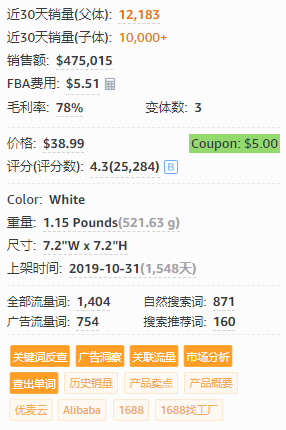 近30天销量(父体): 12,183
近30天销量(子体): 10,000+
销售额: $475,015
FBA费用: $5.51
毛利率: 78% 变体数: 3
价格: $38.99 Coupon: $5.00
评分(评分数): 4.3(25,284) B
Color: White
重量: 1.15 Pounds(521.63 g)
尺寸: 7.2"W x 7.2"H
上架时间: 2019-10-31(1,548天)
全部流量词: 1,404 自然搜索词: 871
广告流量词: 754 搜索推荐词: 160
关键词反查 广告洞察 关联流量 市场分析
查出单词 历史销量 产品卖点 产品概要
优麦云 Alibaba 1688 1688找工厂